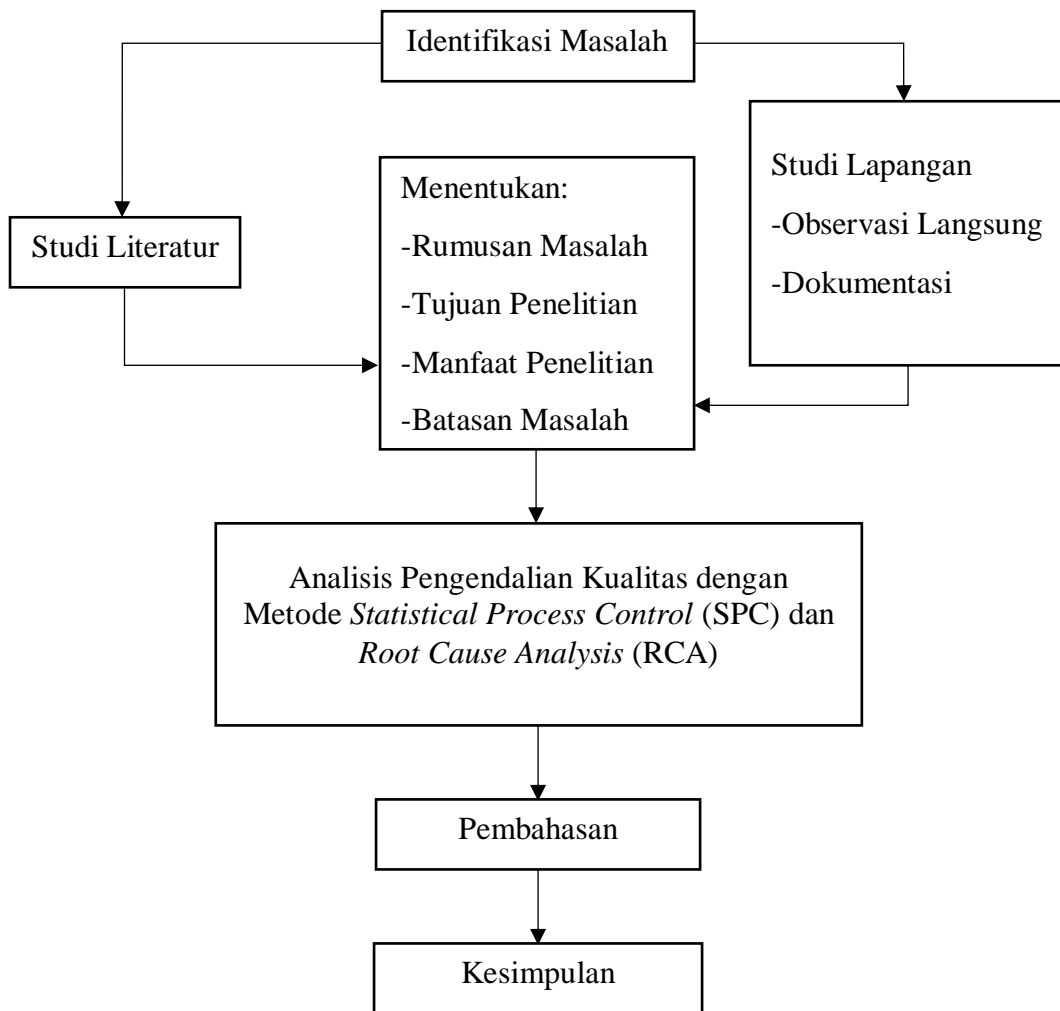 Identifikasi Masalah
Studi Literatur
Studi Lapangan
-Observasi Langsung
-Dokumentasi
Menentukan:
-Rumusan Masalah
-Tujuan Penelitian
-Manfaat Penelitian
-Batasan Masalah
Analisis Pengendalian Kualitas dengan
Metode Statistical Process Control (SPC) dan
Root Cause Analysis (RCA)
Pembahasan
Kesimpulan